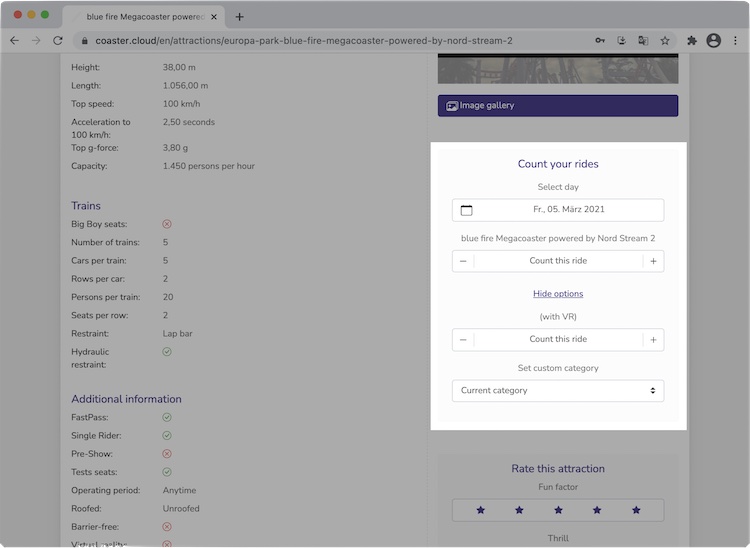 blue fire Megacoaster powered
coaster.cloud/en/attractions/europa-park-blue-fire-megacoaster-powered-by-nord-stream-2
Height: 38,00 m
Length: 1.056,00 m
Top speed: 100 km/h
Acceleration to 2,50 seconds
100 km/h:
Top g-force: 3,80 g
Capacity: 1.450 persons per hour
Trains
Big Boy seats:
Number of trains: 5
Cars per train: 5
Rows per car: 2
Persons per train: 20
Seats per row: 2
Restraint: Lap bar
Hydraulic
restraint:
Additional information
FastPass:
Single Rider:
Pre-Show:
Tests seats:
Operating period: Anytime
Roofed: Unroofed
Barrier-free:
Image gallery
Count your rides
Select day
Fr., 05. März 2021
blue fire Megacoaster powered by Nord Stream 2
− Count this ride +
Hide options
(with VR)
− Count this ride +
Set custom category
Current category
Rate this attraction
Fun factor
Thrill